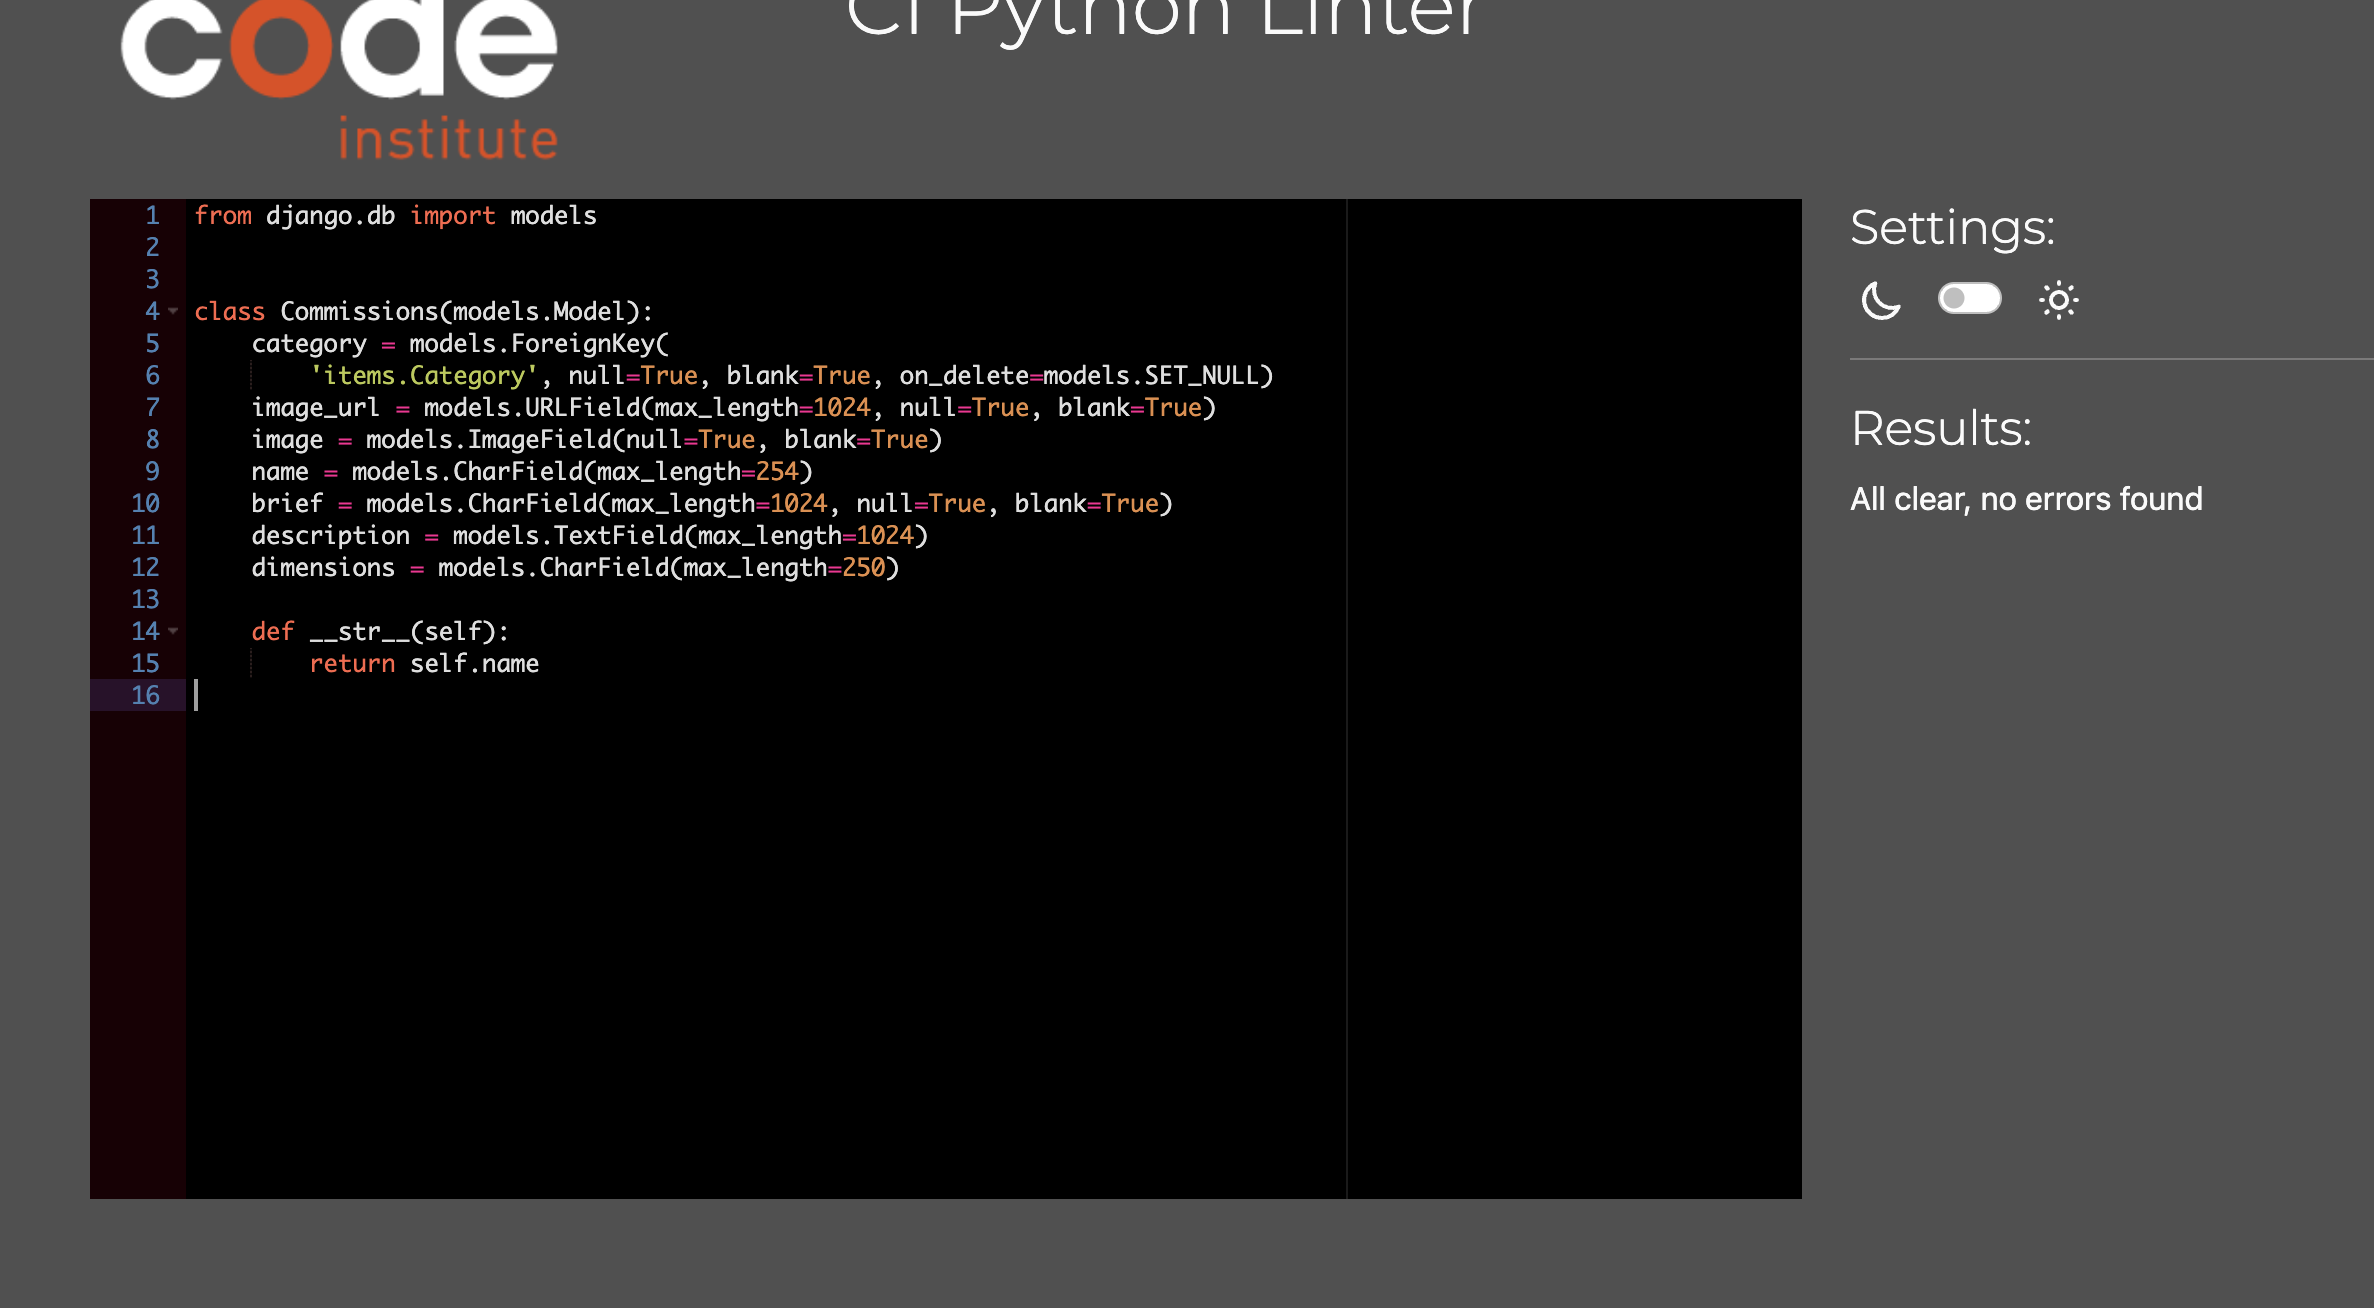 code
institute
CI Python Linter
1 from django.db import models
2
3
4 class Commissions(models.Model):
5     category = models.ForeignKey(
6         'items.Category', null=True, blank=True, on_delete=models.SET_NULL)
7     image_url = models.URLField(max_length=1024, null=True, blank=True)
8     image = models.ImageField(null=True, blank=True)
9     name = models.CharField(max_length=254)
10     brief = models.CharField(max_length=1024, null=True, blank=True)
11     description = models.TextField(max_length=1024)
12     dimensions = models.CharField(max_length=250)
13
14     def __str__(self):
15         return self.name
16
Settings:
Results:
All clear, no errors found